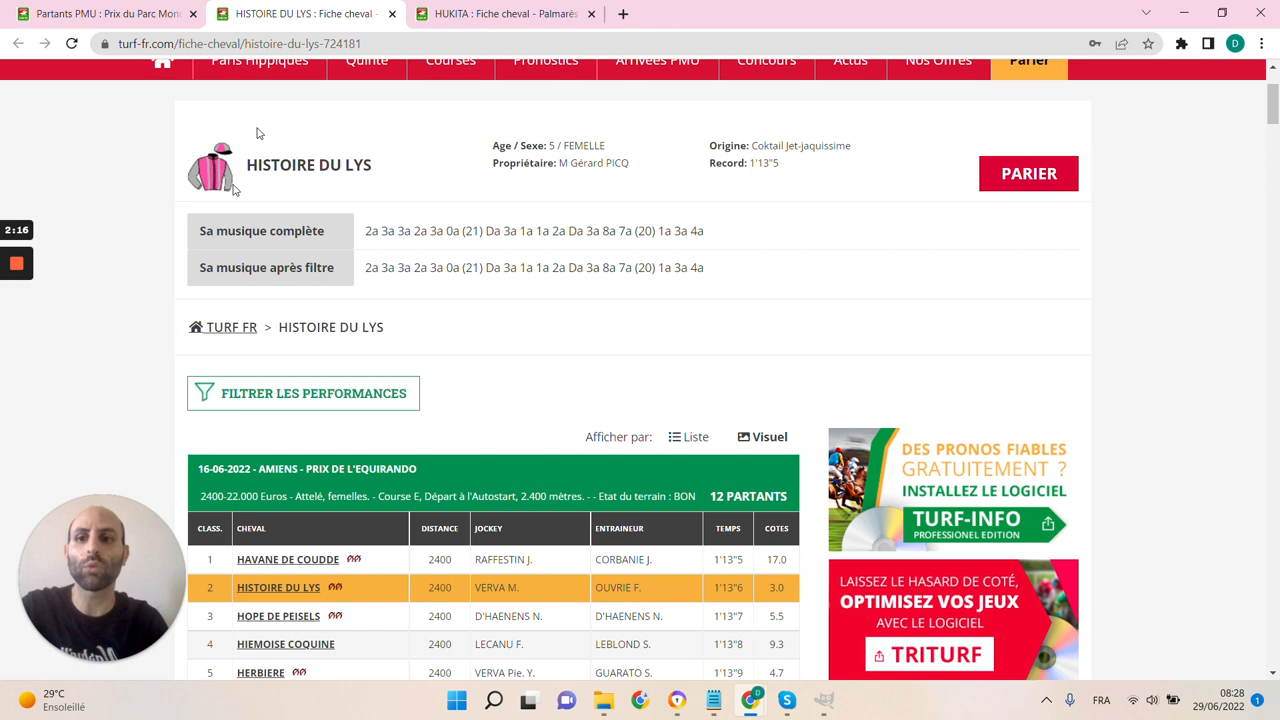 Partants PMU : Prix du Parc Mond
HISTOIRE DU LYS : Fiche cheval -
HUKITA : Fiche cheval - Palmarès
turf-fr.com/fiche-cheval/histoire-du-lys-724181
D
Paris Hippiques Quinté Courses Pronostics Arrivées PMU Concours Actus Nos Offres Parier
HISTOIRE DU LYS
Age / Sexe: 5 / FEMELLE
Propriétaire: M Gérard PICQ
Origine: Coktail Jet-jaquissime
Record: 1'13"5
PARIER
2:16
Sa musique complète 2a 3a 3a 2a 3a 0a (21) Da 3a 1a 1a 2a Da 3a 8a 7a (20) 1a 3a 4a
Sa musique après filtre 2a 3a 3a 2a 3a 0a (21) Da 3a 1a 1a 2a Da 3a 8a 7a (20) 1a 3a 4a
TURF FR > HISTOIRE DU LYS
FILTRER LES PERFORMANCES
Afficher par: Liste Visuel
16-06-2022 - AMIENS - PRIX DE L'EQUIRANDO
2400-22.000 Euros - Attelé, femelles. - Course E, Départ à l'Autostart, 2.400 mètres. - - Etat du terrain : BON 12 PARTANTS
CLASS. CHEVAL DISTANCE JOCKEY ENTRAINEUR TEMPS COTES
1 HAVANE DE COUDDE 2400 RAFFESTIN J. CORBANIE J. 1'13"5 17.0
2 HISTOIRE DU LYS 2400 VERVA M. OUVRIE F. 1'13"6 3.0
3 HOPE DE PEISELS 2400 D'HAENENS N. D'HAENENS N. 1'13"7 5.5
4 HIEMOISE COQUINE 2400 LECANU F. LEBLOND S. 1'13"8 9.3
5 HERBIERE 2400 VERVA Pie. Y. GUARATO S. 1'13"9 4.7
DES PRONOS FIABLES
GRATUITEMENT ?
INSTALLEZ LE LOGICIEL
TURF-INFO
PROFESSIONEL EDITION
LAISSEZ LE HASARD DE COTÉ,
OPTIMISEZ VOS JEUX
AVEC LE LOGICIEL
TRITURF
29°C
Ensoleillé
D
FRA
08:28
29/06/2022
1